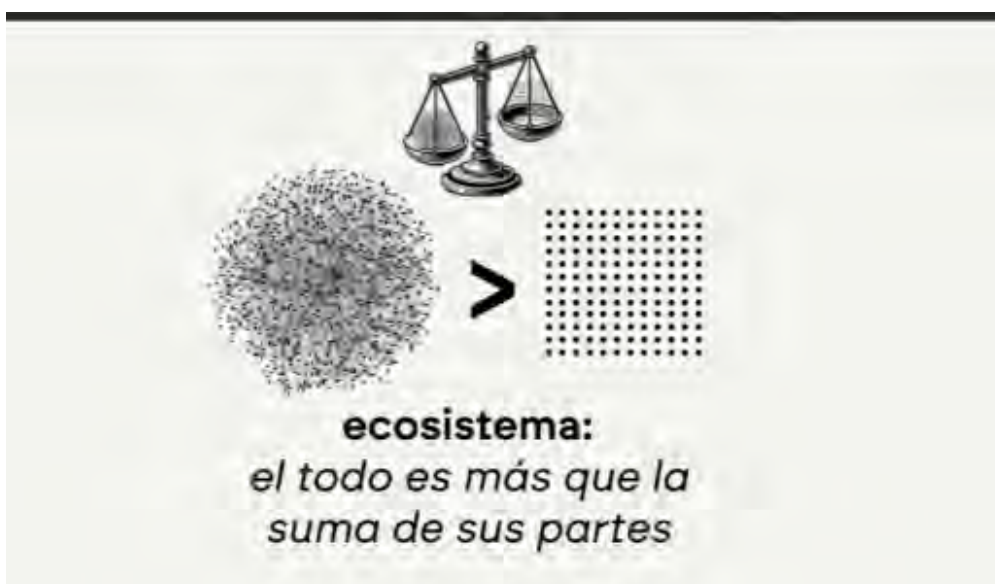 >
ecosistema:
el todo es más que la
suma de sus partes